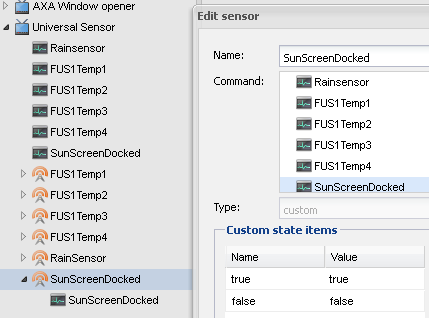 AXA Window opener
Universal Sensor
Rainsensor
FUS1Temp1
FUS1Temp2
FUS1Temp3
FUS1Temp4
SunScreenDocked
FUS1Temp1
FUS1Temp2
FUS1Temp3
FUS1Temp4
RainSensor
SunScreenDocked
SunScreenDocked
Edit sensor
Name: SunScreenDocked
Command: Rainsensor
FUS1Temp1
FUS1Temp2
FUS1Temp3
FUS1Temp4
SunScreenDocked
Type: custom
Custom state items
Name Value
true true
false false